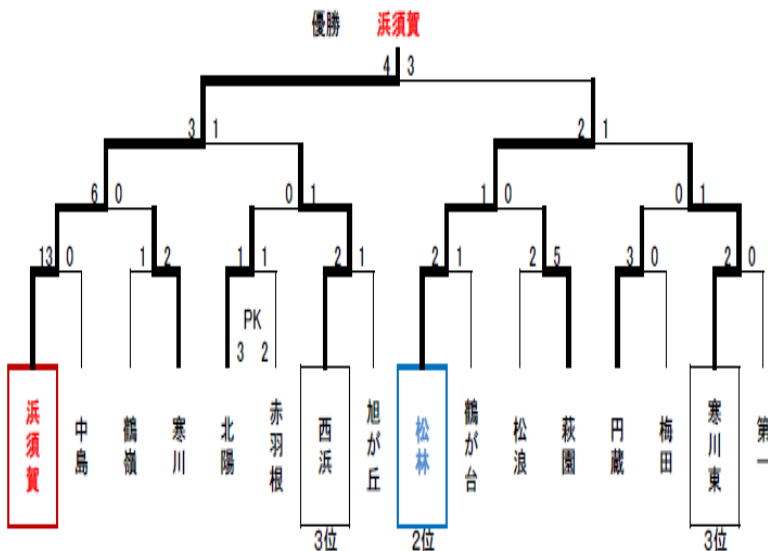 優勝 浜須賀
4 3
3 1 2 1
6 0 0 1 1 0 0 1
13 0 1 2 1 1 2 1 2 1 2 5 3 0 2 0
PK
3 2
浜須賀
中島
鶴嶺
寒川
北陽
赤羽根
西浜
旭が丘
松林
鶴が台
松浪
萩園
円蔵
梅田
寒川東
第一
3位 2位 3位